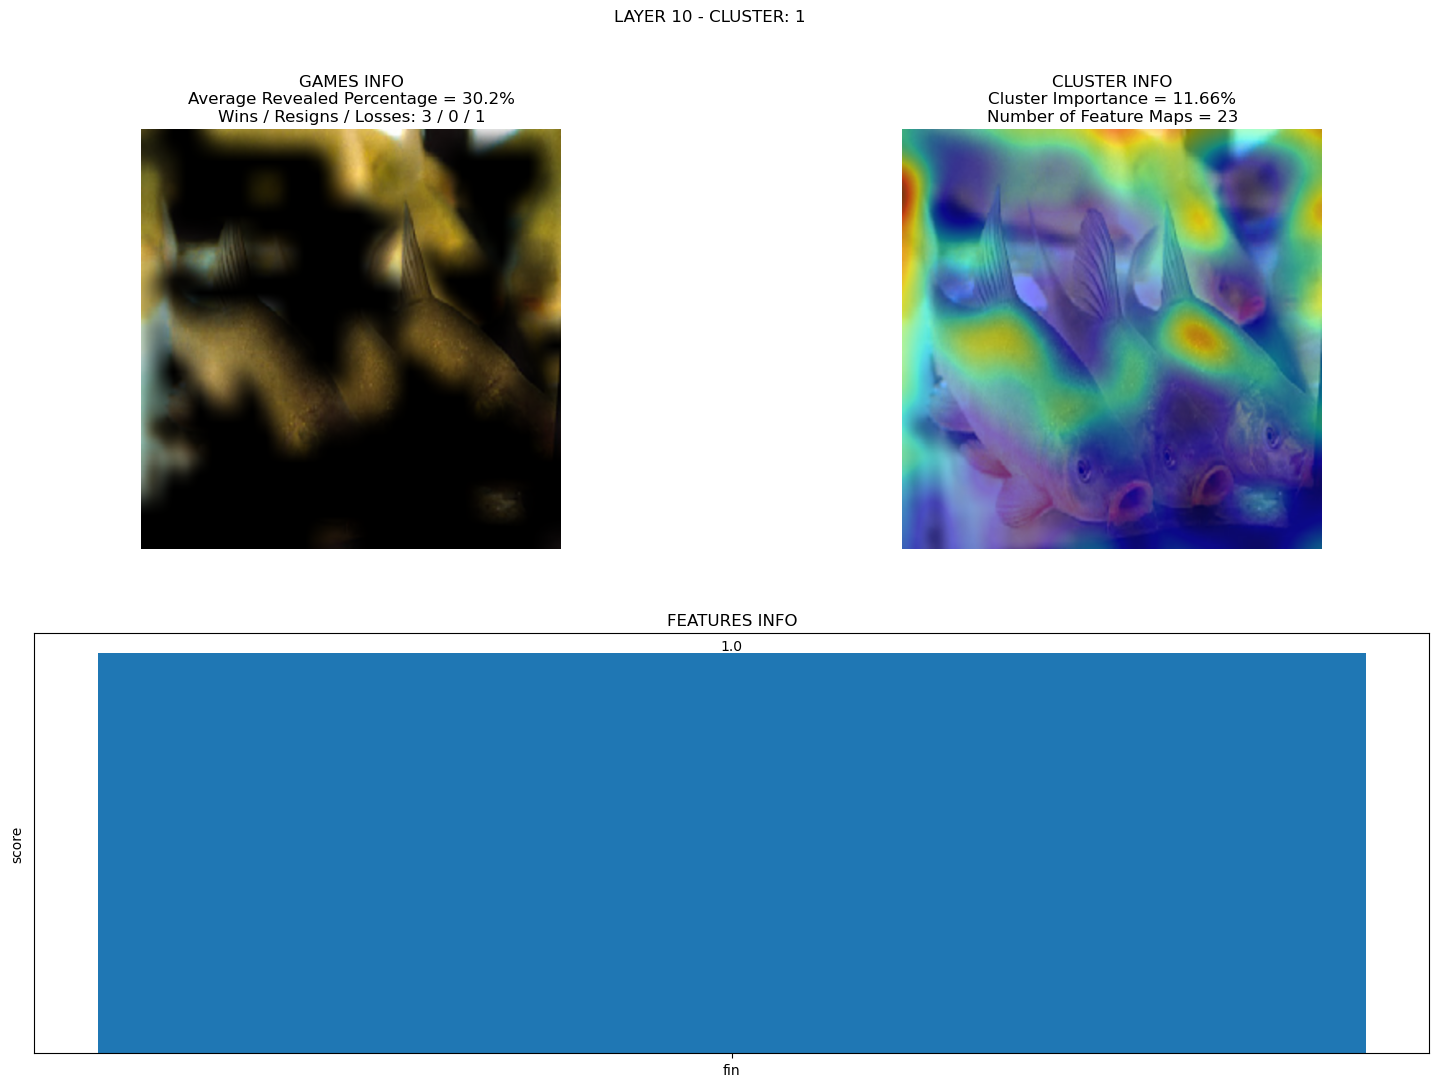 LAYER 10 - CLUSTER: 1
GAMES INFO
Average Revealed Percentage = 30.2%
Wins / Resigns / Losses: 3 / 0 / 1
CLUSTER INFO
Cluster Importance = 11.66%
Number of Feature Maps = 23
FEATURES INFO
1.0
score
fin